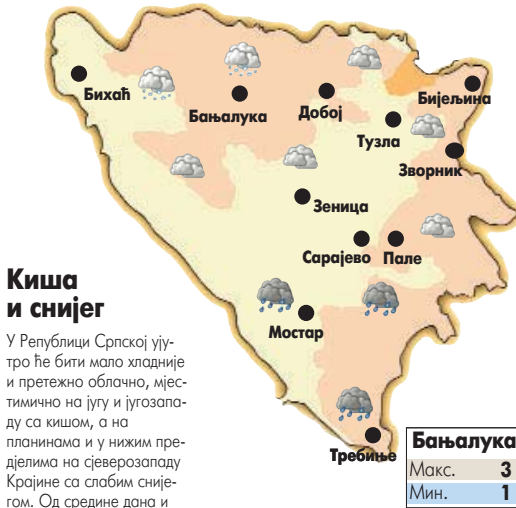 Бихаћ
Бањалука
Добој
Бијељина
Тузла
Зворник
Зеница
Сарајево
Пале
Мостар
Требиње
Киша
и снијег
У Републици Српској ују-
тро ће бити мало хладније
и претежно облачно, мјес-
тимично на југу и југозапа-
ду са кишом, а на
планинама и у нижим пре-
дјелима на сјеверозападу
Крајине са слабим сније-
гом. Од средине дана и
Бањалука
Макс. 3
Мин. 1